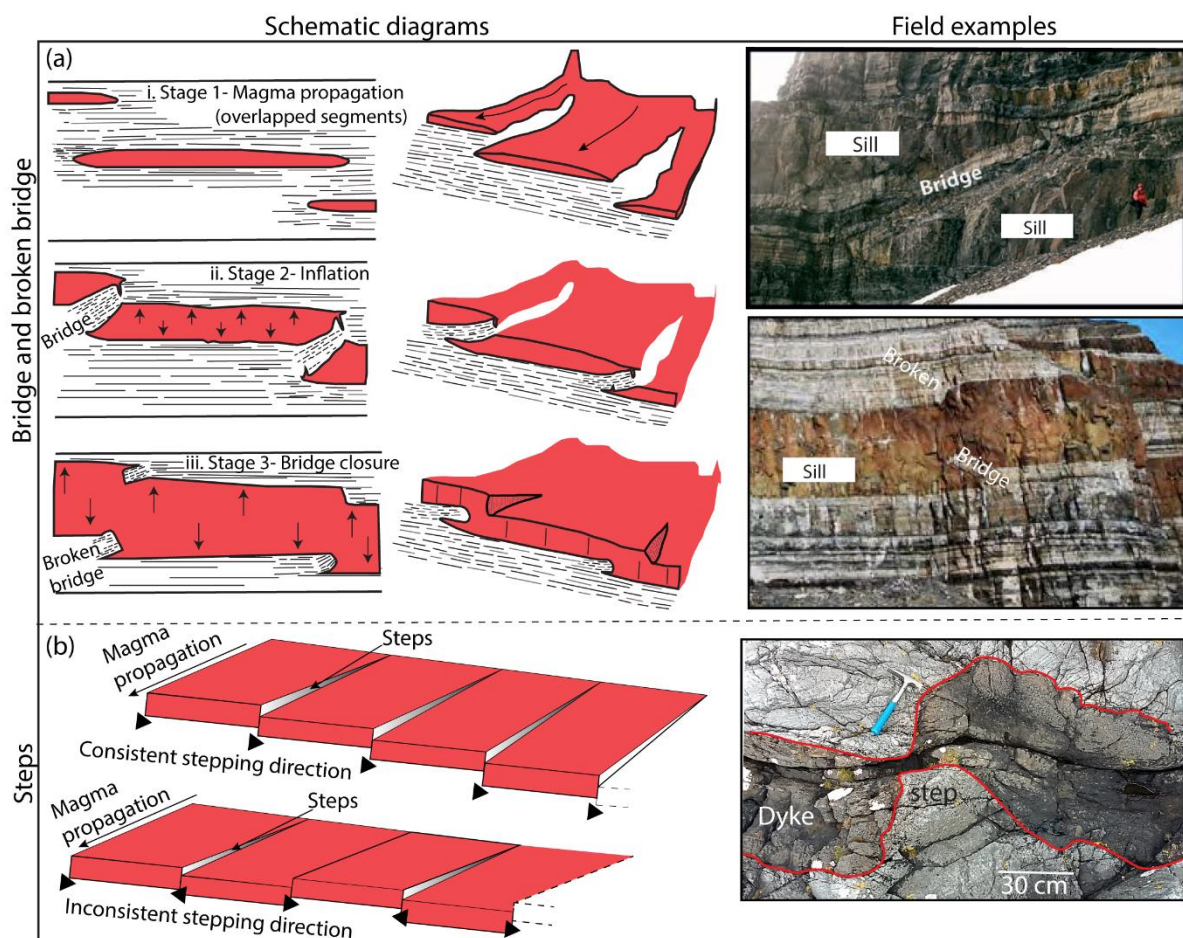 Schematic diagrams
Field examples
Bridge and broken bridge
(a)
i. Stage 1- Magma propagation
(overlapped segments)
Sill
Bridge
Sill
ii. Stage 2- Inflation
Bridge
Broken
Bridge
Sill
iii. Stage 3- Bridge closure
Broken
bridge
Steps
(b)
Magma
propagation
Steps
Consistent stepping direction
Magma
propagation
Steps
Inconsistent stepping direction
Dyke
step
30 cm